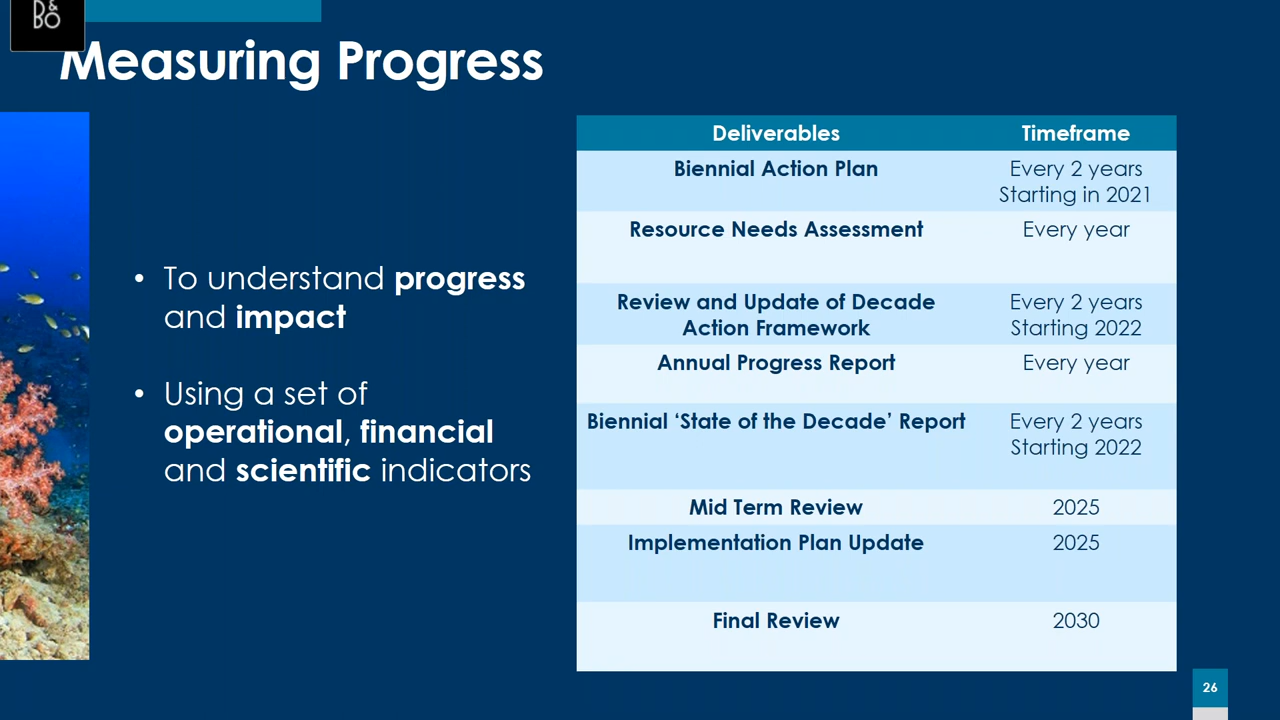 B&
BO
Measuring Progress
• To understand progress
and impact
• Using a set of
operational, financial
and scientific indicators
Deliverables Timeframe
Biennial Action Plan Every 2 years
Starting in 2021
Resource Needs Assessment Every year
Review and Update of Decade Every 2 years
Action Framework Starting 2022
Annual Progress Report Every year
Biennial ‘State of the Decade’ Report Every 2 years
Starting 2022
Mid Term Review 2025
Implementation Plan Update 2025
Final Review 2030
26